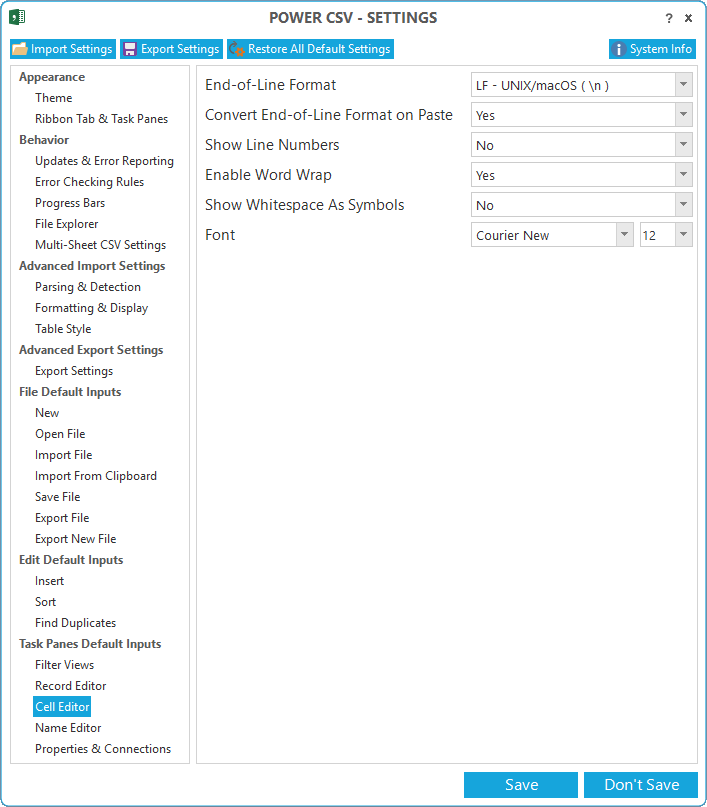 POWER CSV - SETTINGS
? x
Import Settings Export Settings Restore All Default Settings System Info
Appearance
Theme
Ribbon Tab & Task Panes
Behavior
Updates & Error Reporting
Error Checking Rules
Progress Bars
File Explorer
Multi-Sheet CSV Settings
Advanced Import Settings
Parsing & Detection
Formatting & Display
Table Style
Advanced Export Settings
Export Settings
File Default Inputs
New
Open File
Import File
Import From Clipboard
Save File
Export File
Export New File
Edit Default Inputs
Insert
Sort
Find Duplicates
Task Panes Default Inputs
Filter Views
Record Editor
Cell Editor
Name Editor
Properties & Connections
End-of-Line Format LF - UNIX/macOS ( \n )
Convert End-of-Line Format on Paste Yes
Show Line Numbers No
Enable Word Wrap Yes
Show Whitespace As Symbols No
Font Courier New 12
Save Don't Save